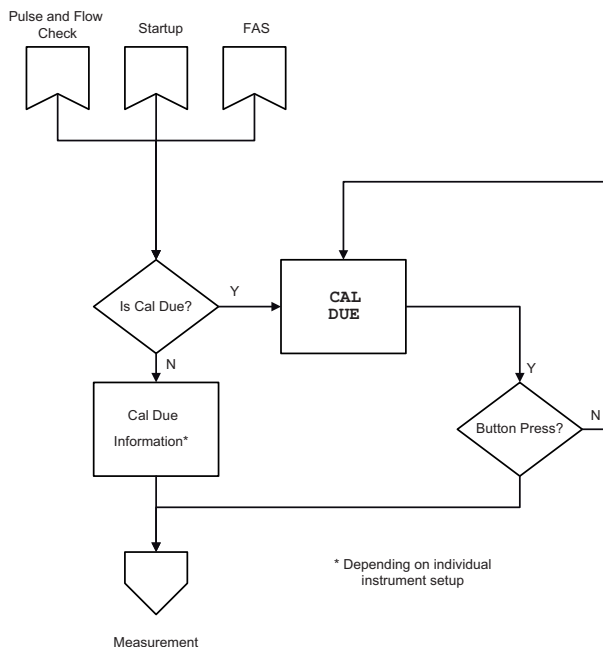 Pulse and Flow
Check
Startup
FAS
Is Cal Due?
Y
CAL
DUE
N
Cal Due
Information*
Y
Button Press?
N
* Depending on individual
instrument setup
Measurement